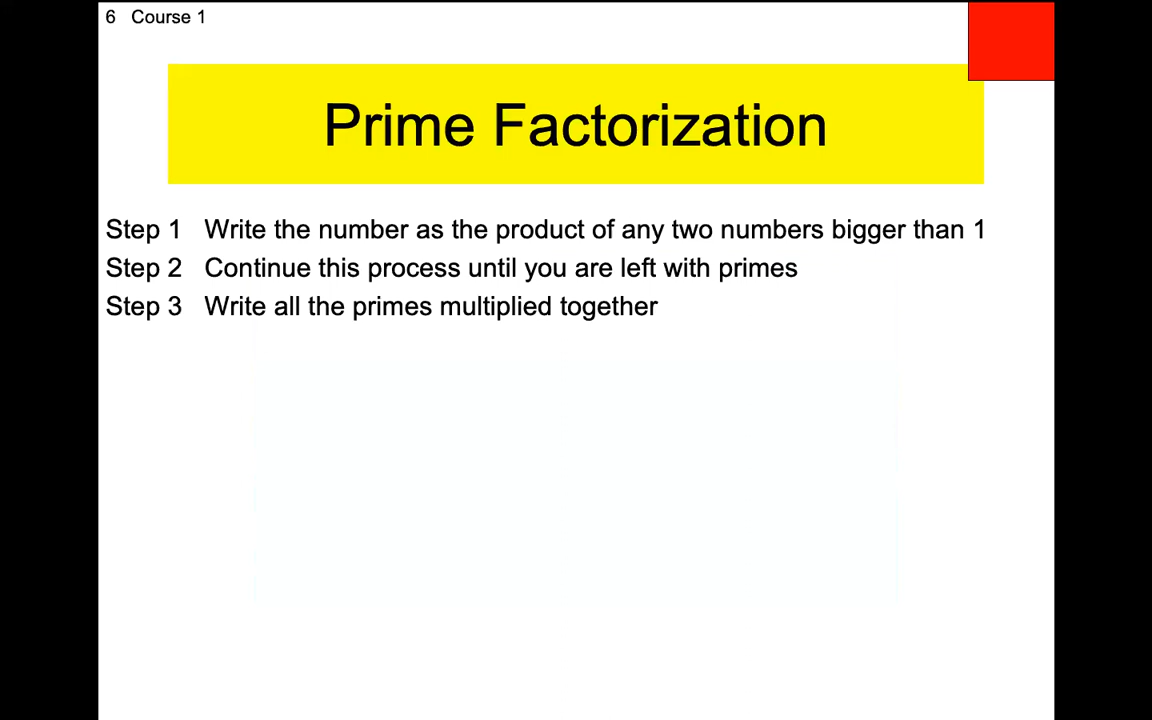 6 Course 1
Prime Factorization
Step 1 Write the number as the product of any two numbers bigger than 1
Step 2 Continue this process until you are left with primes
Step 3 Write all the primes multiplied together